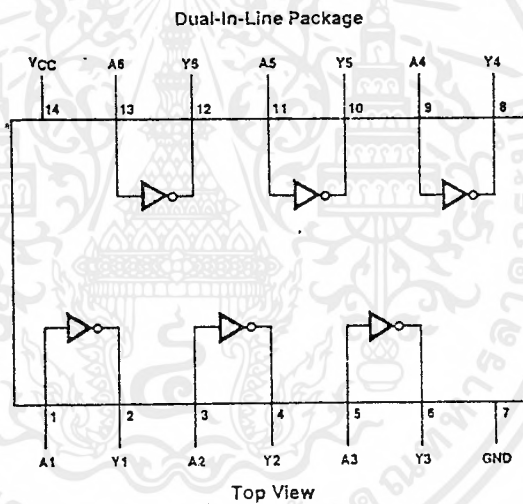 Dual-In-Line Package
VCC A6 Y6 A5 Y5 A4 Y4
14 13 12 11 10 9 8
1 2 3 4 5 6 7
A1 Y1 A2 Y2 A3 Y3 GND
Top View